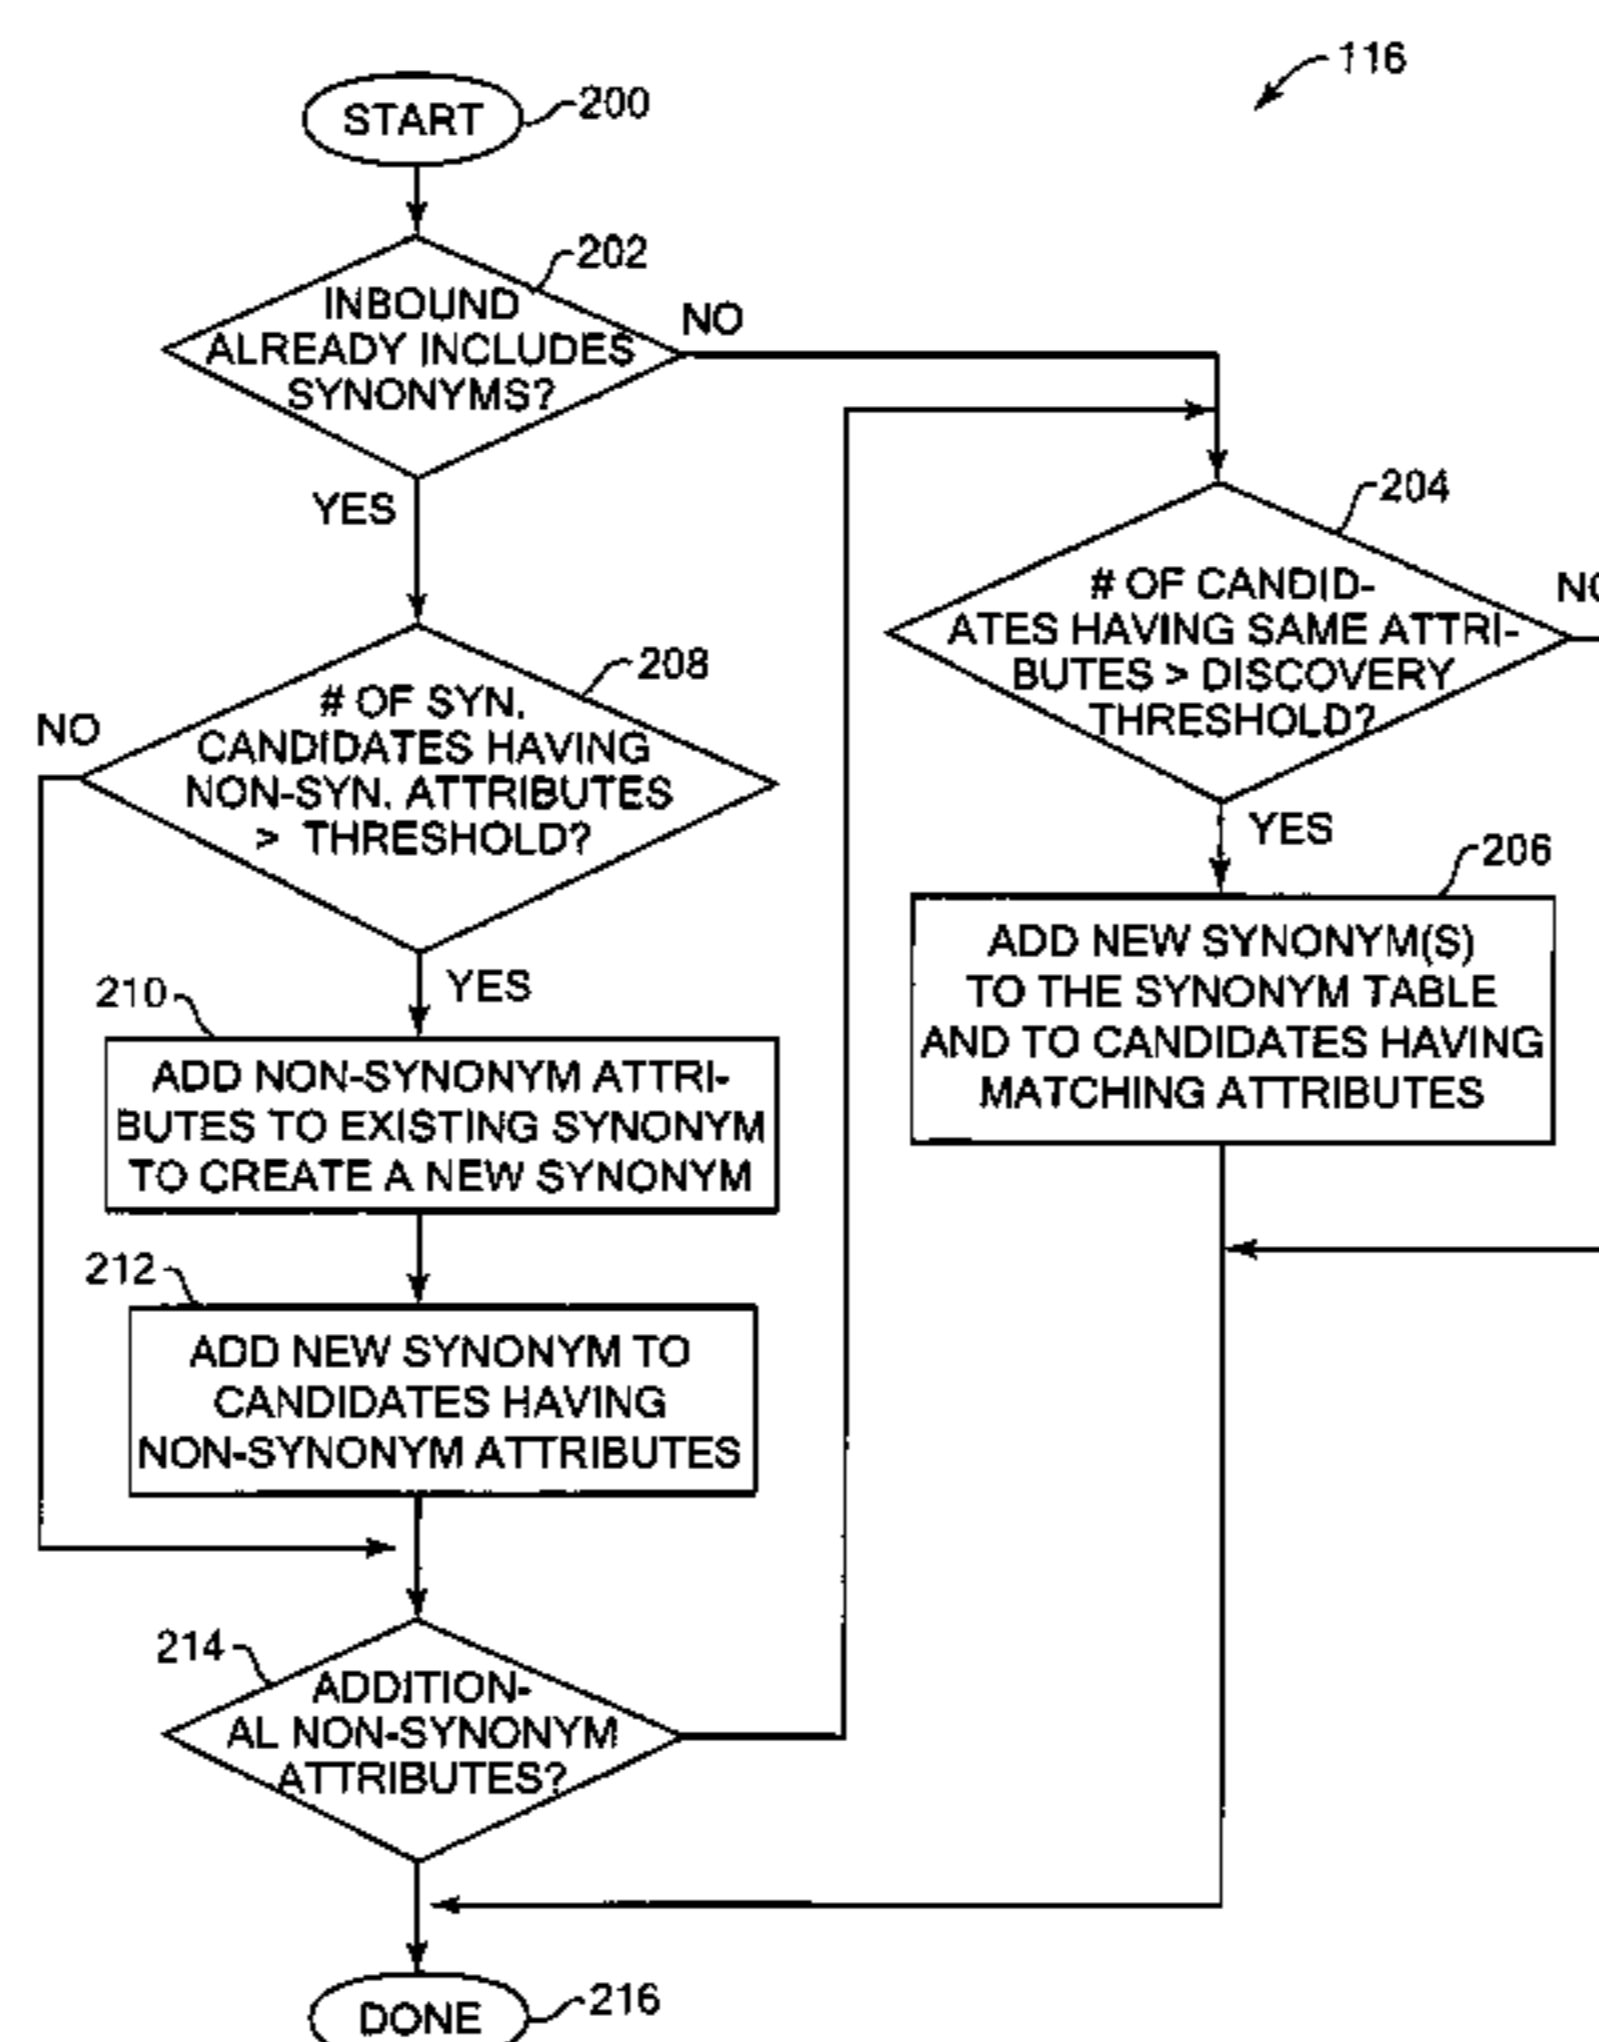 116
START
200
202
INBOUND
ALREADY INCLUDES
SYNONYMS?
NO
YES
204
# OF CANDID-
ATES HAVING SAME ATTRI-
BUTES > DISCOVERY
THRESHOLD?
208
# OF SYN.
CANDIDATES HAVING
NON-SYN. ATTRIBUTES
> THRESHOLD?
NO
YES
206
ADD NEW SYNONYM(S)
TO THE SYNONYM TABLE
AND TO CANDIDATES HAVING
MATCHING ATTRIBUTES
YES
210
ADD NON-SYNONYM ATTRI-
BUTES TO EXISTING SYNONYM
TO CREATE A NEW SYNONYM
212
ADD NEW SYNONYM TO
CANDIDATES HAVING
NON-SYNONYM ATTRIBUTES
214
ADDITION-
AL NON-SYNONYM
ATTRIBUTES?
DONE
216